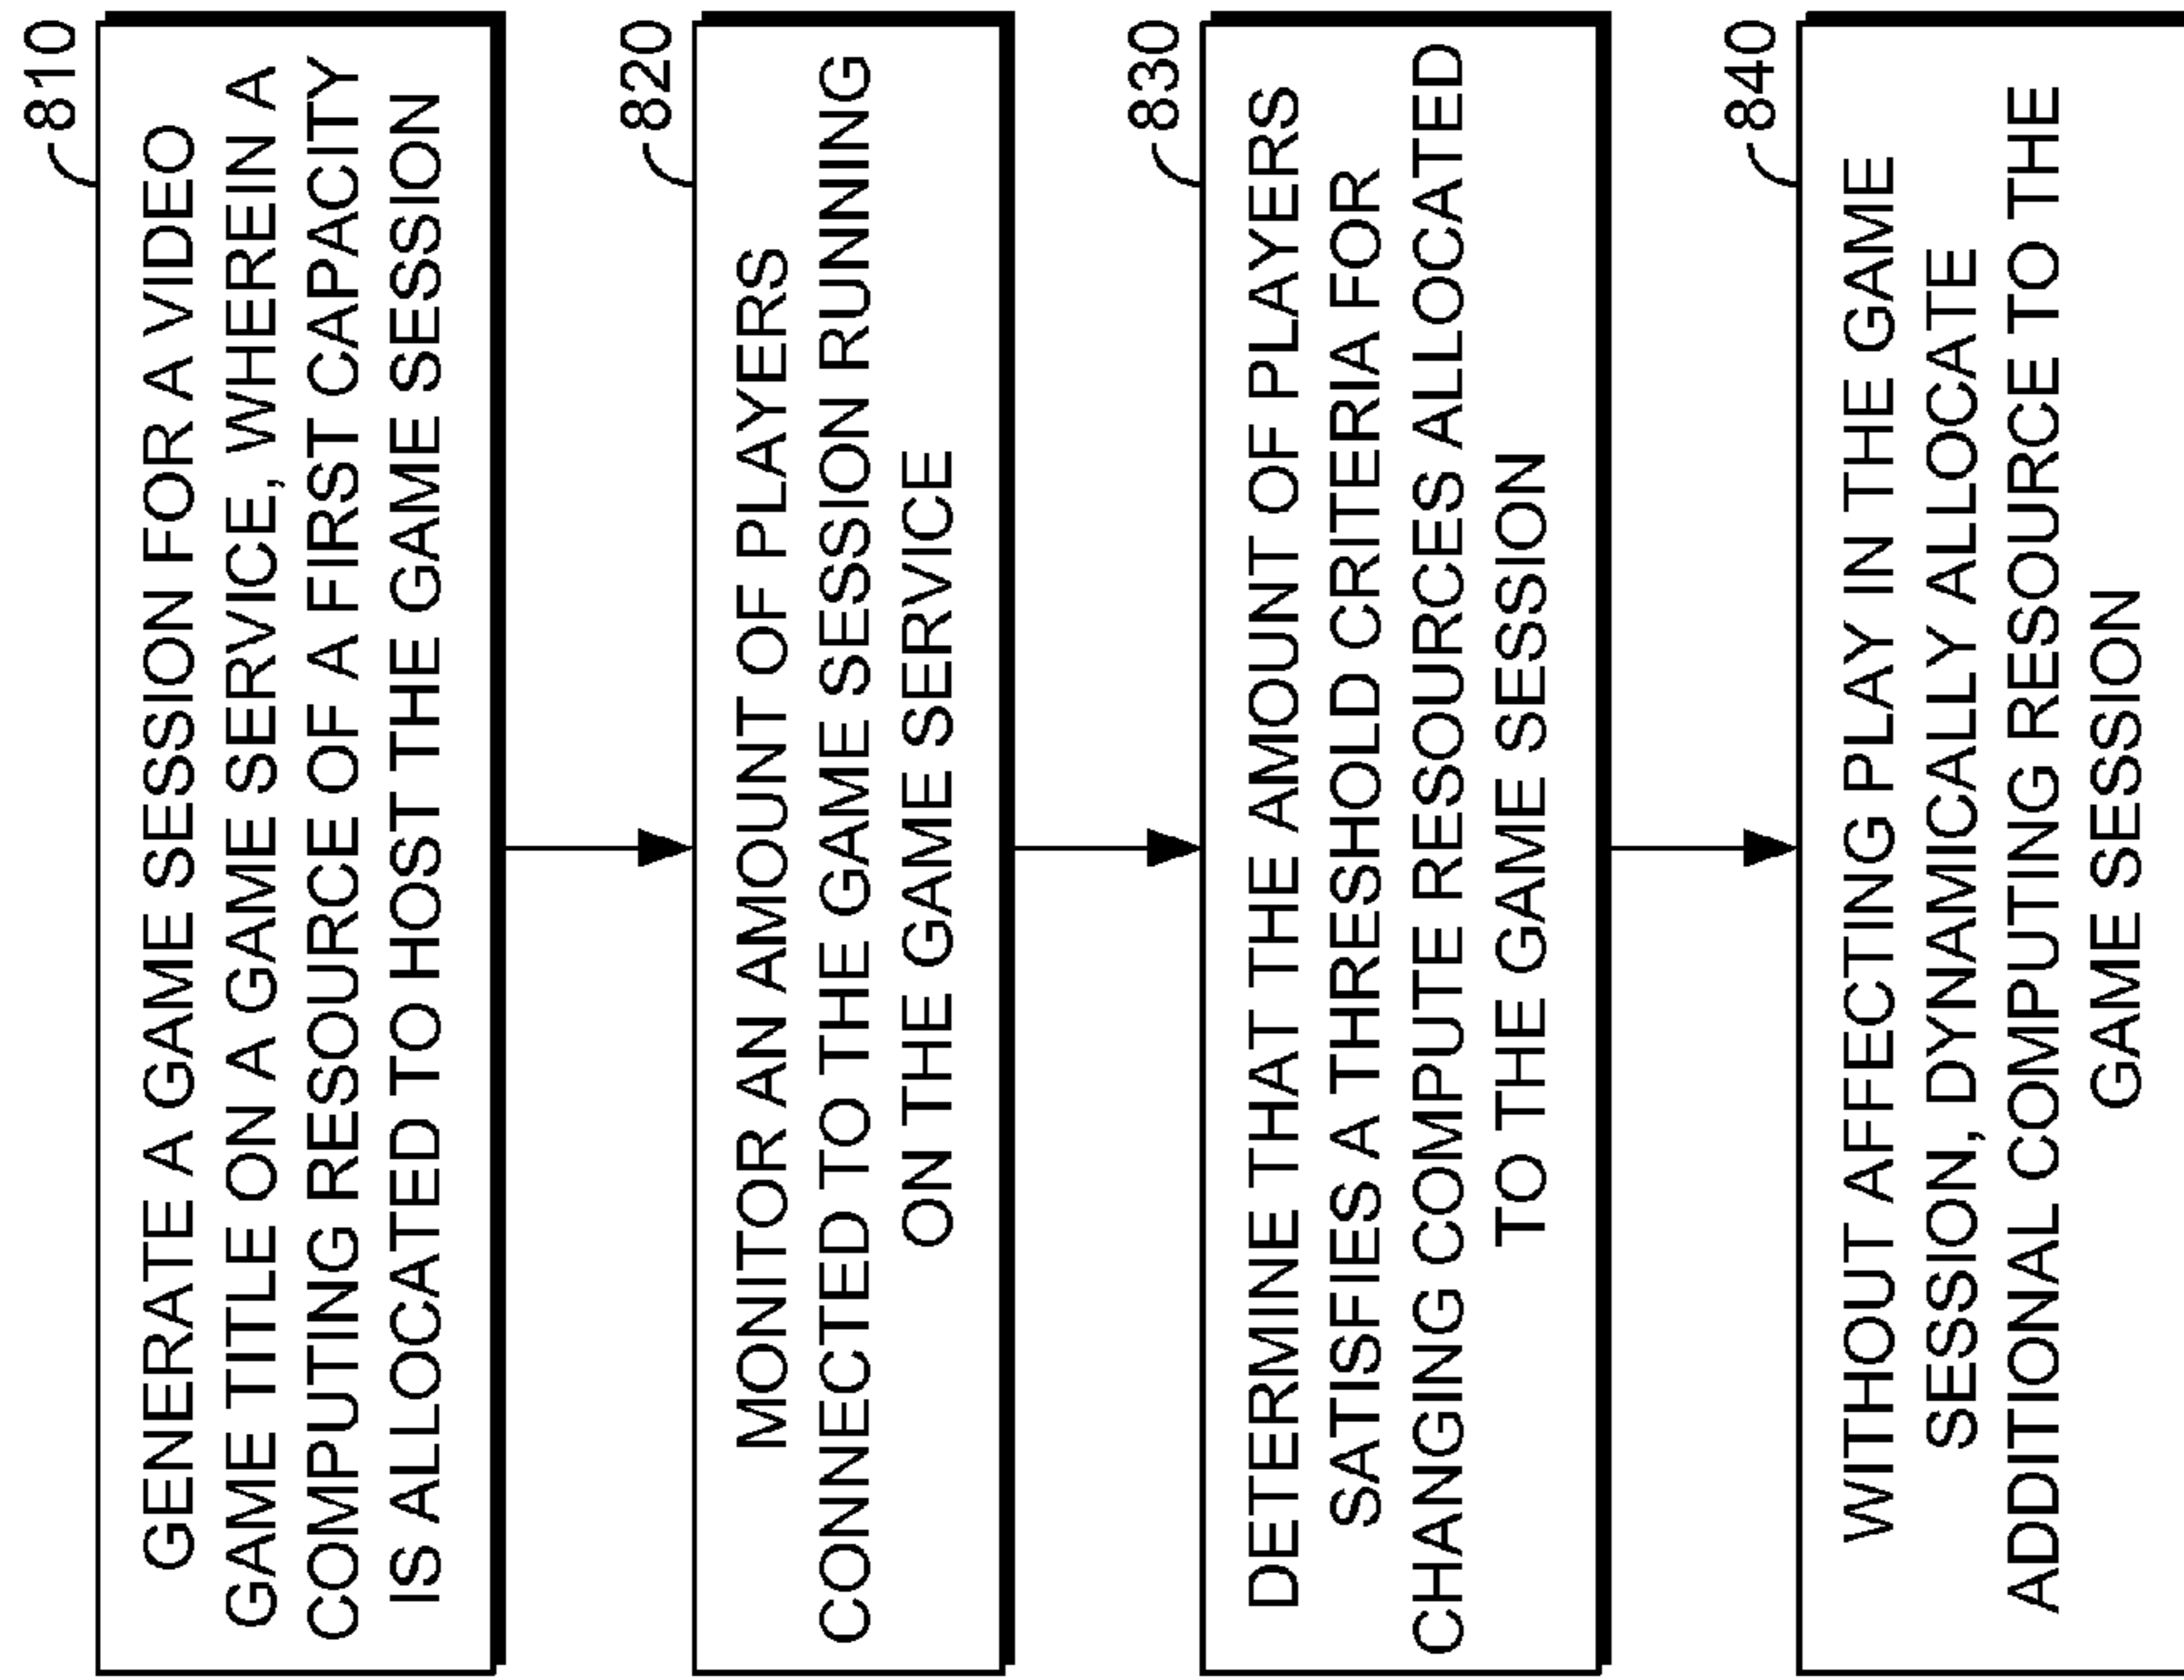 810
GENERATE A GAME SESSION FOR A VIDEO
GAME TITLE ON A GAME SERVICE, WHEREIN A
COMPUTING RESOURCE OF A FIRST CAPACITY
IS ALLOCATED TO HOST THE GAME SESSION
820
MONITOR AN AMOUNT OF PLAYERS
CONNECTED TO THE GAME SESSION RUNNING
ON THE GAME SERVICE
830
DETERMINE THAT THE AMOUNT OF PLAYERS
SATISFIES A THRESHOLD CRITERIA FOR
CHANGING COMPUTE RESOURCES ALLOCATED
TO THE GAME SESSION
840
WITHOUT AFFECTING PLAY IN THE GAME
SESSION, DYNAMICALLY ALLOCATE
ADDITIONAL COMPUTING RESOURCE TO THE
GAME SESSION